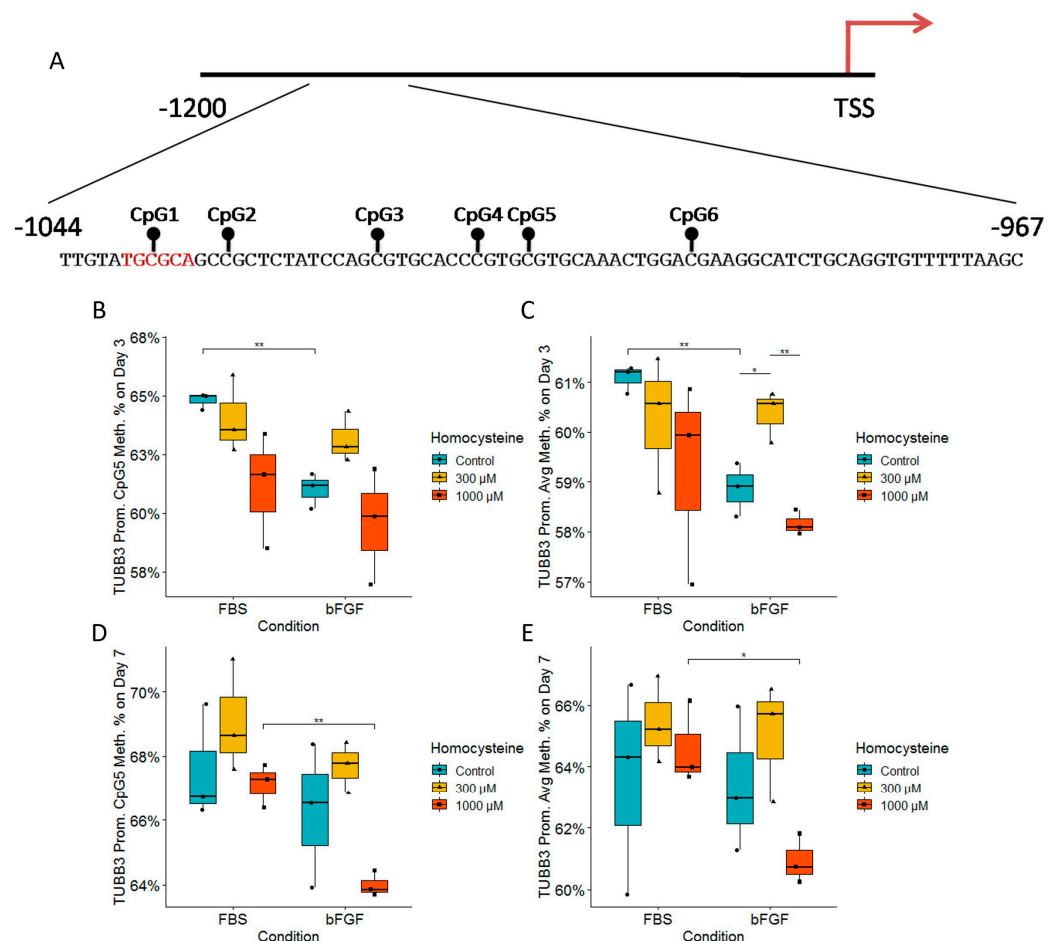 A
-1200
TSS
-1044
CpG1 CpG2 CpG3 CpG4 CpG5 CpG6
-967
TTGTATGCGCAGCCGCTCTATCCAGCGTGCACCCGTGCGTGCAAACTGGACGAAGGCATCTGCAGGTGTTTTTAAGC
B
TUBB3 Prom. CpG5 Meth. % on Day 3
68%
65%
63%
60%
58%
**
FBS
bFGF
Condition
Homocysteine
Control
300 µM
1000 µM
C
TUBB3 Prom. Avg Meth. % on Day 3
61%
60%
59%
58%
57%
**
*
**
FBS
bFGF
Condition
Homocysteine
Control
300 µM
1000 µM
D
TUBB3 Prom. CpG5 Meth. % on Day 7
70%
68%
66%
64%
**
FBS
bFGF
Condition
Homocysteine
Control
300 µM
1000 µM
E
TUBB3 Prom. Avg Meth. % on Day 7
66%
64%
62%
60%
*
FBS
bFGF
Condition
Homocysteine
Control
300 µM
1000 µM